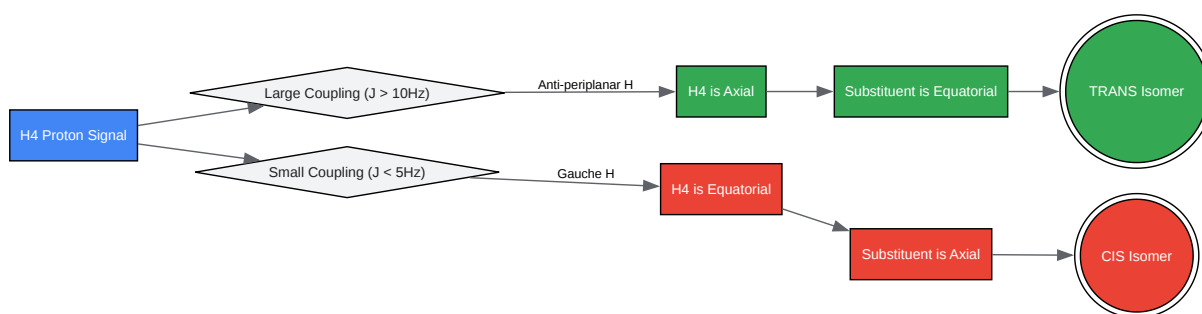 H4 Proton Signal
Large Coupling (J > 10Hz)
Anti-periplanar H
H4 is Axial
Substituent is Equatorial
TRANS Isomer
Small Coupling (J < 5Hz)
Gauche H
H4 is Equatorial
Substituent is Axial
CIS Isomer